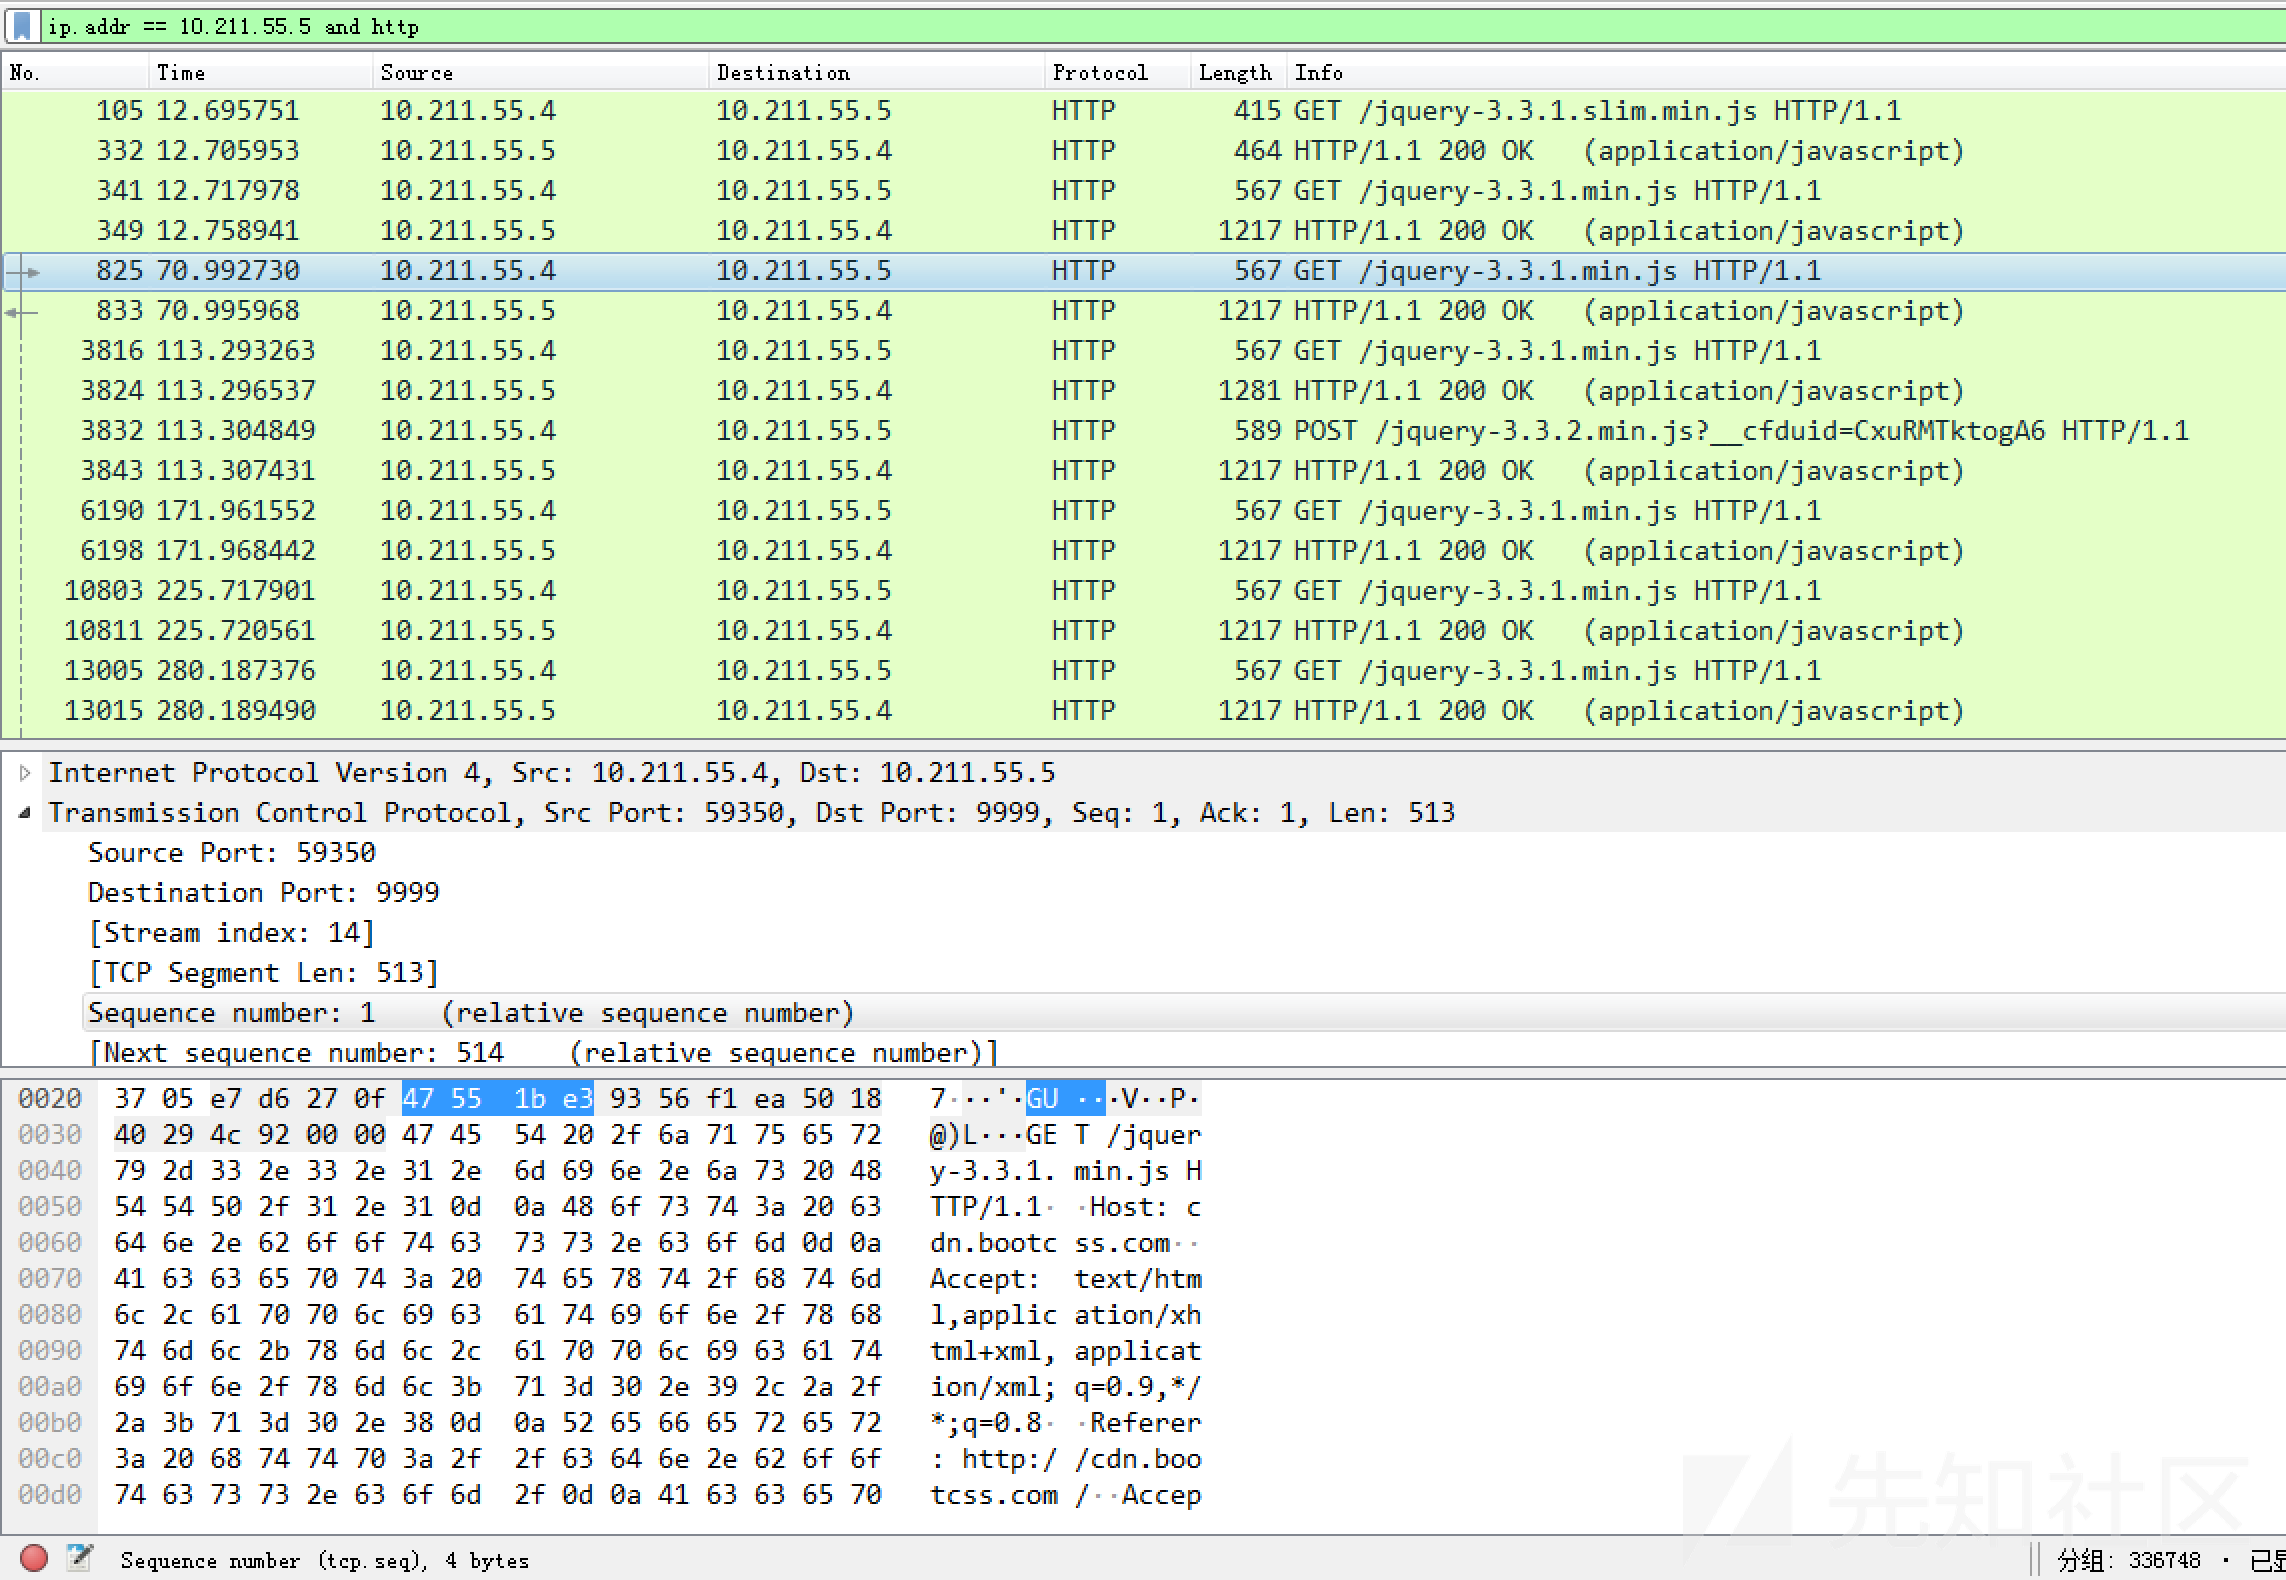 ip.addr == 10.211.55.5 and http
No. Time Source Destination Protocol Length Info
105 12.695751 10.211.55.4 10.211.55.5 HTTP 415 GET /jquery-3.3.1.slim.min.js HTTP/1.1
332 12.705953 10.211.55.5 10.211.55.4 HTTP 464 HTTP/1.1 200 OK (application/javascript)
341 12.717978 10.211.55.4 10.211.55.5 HTTP 567 GET /jquery-3.3.1.min.js HTTP/1.1
349 12.758941 10.211.55.5 10.211.55.4 HTTP 1217 HTTP/1.1 200 OK (application/javascript)
825 70.992730 10.211.55.4 10.211.55.5 HTTP 567 GET /jquery-3.3.1.min.js HTTP/1.1
833 70.995968 10.211.55.5 10.211.55.4 HTTP 1217 HTTP/1.1 200 OK (application/javascript)
3816 113.293263 10.211.55.4 10.211.55.5 HTTP 567 GET /jquery-3.3.1.min.js HTTP/1.1
3824 113.296537 10.211.55.5 10.211.55.4 HTTP 1281 HTTP/1.1 200 OK (application/javascript)
3832 113.304849 10.211.55.4 10.211.55.5 HTTP 589 POST /jquery-3.3.2.min.js?__cfduid=CxuRMTktogA6 HTTP/1.1
3843 113.307431 10.211.55.5 10.211.55.4 HTTP 1217 HTTP/1.1 200 OK (application/javascript)
6190 171.961552 10.211.55.4 10.211.55.5 HTTP 567 GET /jquery-3.3.1.min.js HTTP/1.1
6198 171.968442 10.211.55.5 10.211.55.4 HTTP 1217 HTTP/1.1 200 OK (application/javascript)
10803 225.717901 10.211.55.4 10.211.55.5 HTTP 567 GET /jquery-3.3.1.min.js HTTP/1.1
10811 225.720561 10.211.55.5 10.211.55.4 HTTP 1217 HTTP/1.1 200 OK (application/javascript)
13005 280.187376 10.211.55.4 10.211.55.5 HTTP 567 GET /jquery-3.3.1.min.js HTTP/1.1
13015 280.189490 10.211.55.5 10.211.55.4 HTTP 1217 HTTP/1.1 200 OK (application/javascript)
Internet Protocol Version 4, Src: 10.211.55.4, Dst: 10.211.55.5
Transmission Control Protocol, Src Port: 59350, Dst Port: 9999, Seq: 1, Ack: 1, Len: 513
Source Port: 59350
Destination Port: 9999
[Stream index: 14]
[TCP Segment Len: 513]
Sequence number: 1 (relative sequence number)
[Next sequence number: 514 (relative sequence number)]
0020 37 05 e7 d6 27 0f 47 55 1b e3 93 56 f1 ea 50 18 7···'·GU ···V··P·
0030 40 29 4c 92 00 00 47 45 54 20 2f 6a 71 75 65 72 @)L···GE T /jquer
0040 79 2d 33 2e 33 2e 31 2e 6d 69 6e 2e 6a 73 20 48 y-3.3.1. min.js H
0050 54 54 50 2f 31 2e 31 0d 0a 48 6f 73 74 3a 20 63 TTP/1.1· ·Host: c
0060 64 6e 2e 62 6f 6f 74 63 73 73 2e 63 6f 6d 0d 0a dn.bootc ss.com··
0070 41 63 63 65 70 74 3a 20 74 65 78 74 2f 68 74 6d Accept: text/htm
0080 6c 2c 61 70 70 6c 69 63 61 74 69 6f 6e 2f 78 68 l,applic ation/xh
0090 74 6d 6c 2b 78 6d 6c 2c 61 70 70 6c 69 63 61 74 tml+xml, applicat
00a0 69 6f 6e 2f 78 6d 6c 3b 71 3d 30 2e 39 2c 2a 2f ion/xml; q=0.9,*/
00b0 2a 3b 71 3d 30 2e 38 0d 0a 52 65 66 65 72 65 72 *;q=0.8· ·Referer
00c0 3a 20 68 74 74 70 3a 2f 2f 63 64 6e 2e 62 6f 6f : http:/ /cdn.boo
00d0 74 63 73 73 2e 63 6f 6d 2f 0d 0a 41 63 63 65 70 tcss.com /··Accep
先知社区
Sequence number (tcp.seq), 4 bytes
分组: 336748 · 已显